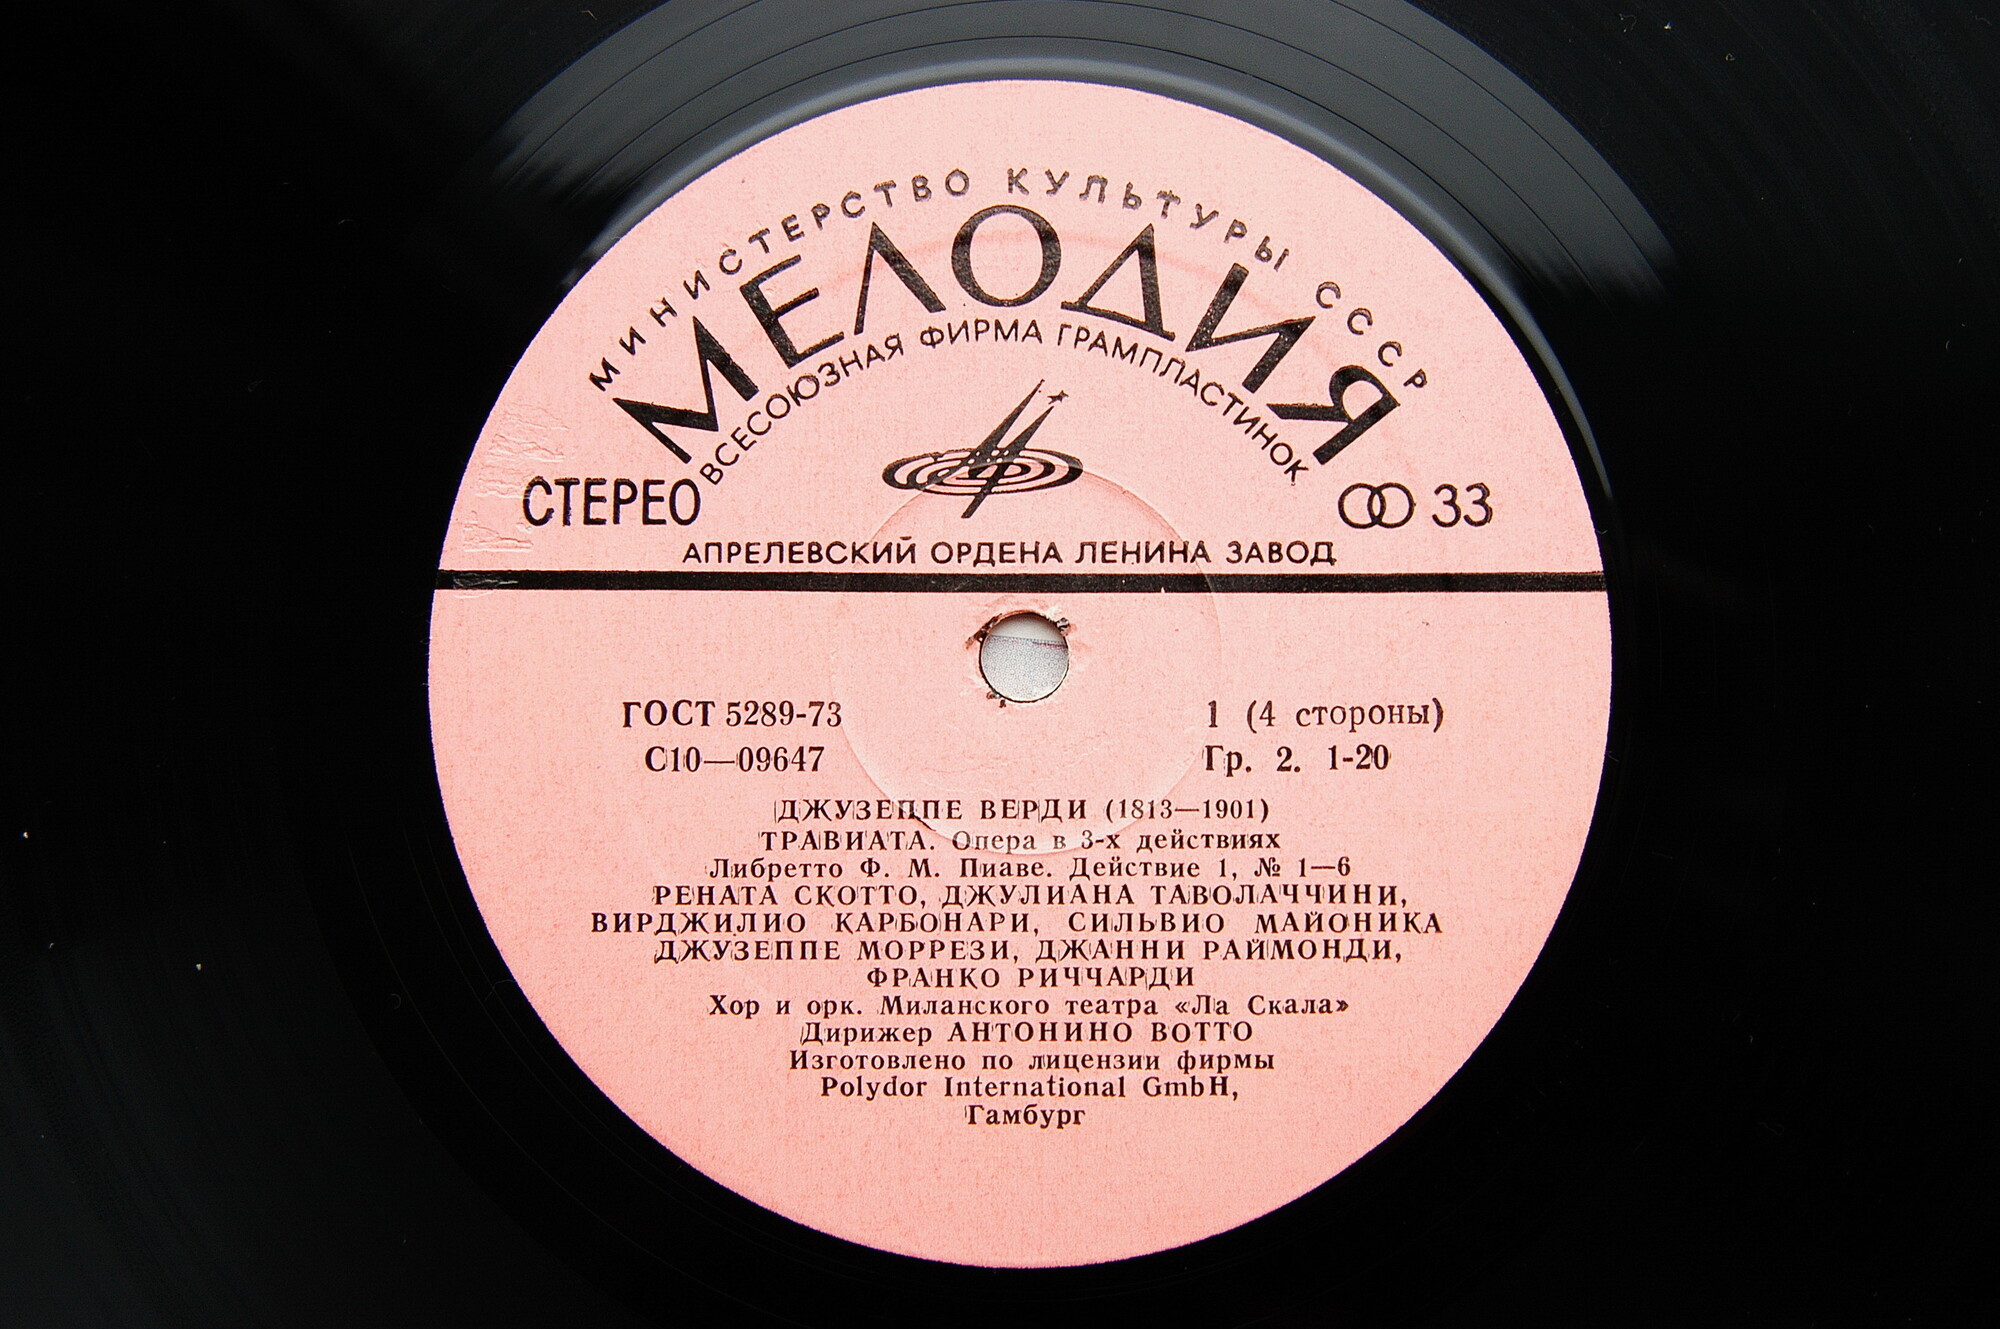 МИНИСТЕРСТВО КУЛЬТУРЫ СССР
МЕЛОДИЯ
ВСЕСОЮЗНАЯ ФИРМА ГРАМПЛАСТИНОК
СТЕРЕО
33
АПРЕЛЕВСКИЙ ОРДЕНА ЛЕНИНА ЗАВОД
ГОСТ 5289-73 1 (4 стороны)
С10—09647 Гр. 2. 1-20
ДЖУЗЕППЕ ВЕРДИ (1813—1901)
ТРАВИАТА. Опера в 3-х действиях
Либретто Ф. М. Пиаве. Действие 1, № 1—6
РЕНАТА СКОТТО, ДЖУЛИАНА ТАВОЛАЧЧИНИ,
ВИРДЖИЛИО КАРБОНАРИ, СИЛЬВИО МАЙОНИКА
ДЖУЗЕППЕ МОРРЕЗИ, ДЖАННИ РАЙМОНДИ,
ФРАНКО РИЧЧАРДИ
Хор и орк. Миланского театра «Ла Скала»
Дирижер АНТОНИНО ВОТТО
Изготовлено по лицензии фирмы
Polydor International GmbH,
Гамбург